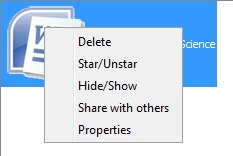 Delete
Star/Unstar
Science
Hide/Show
Share with others
Properties